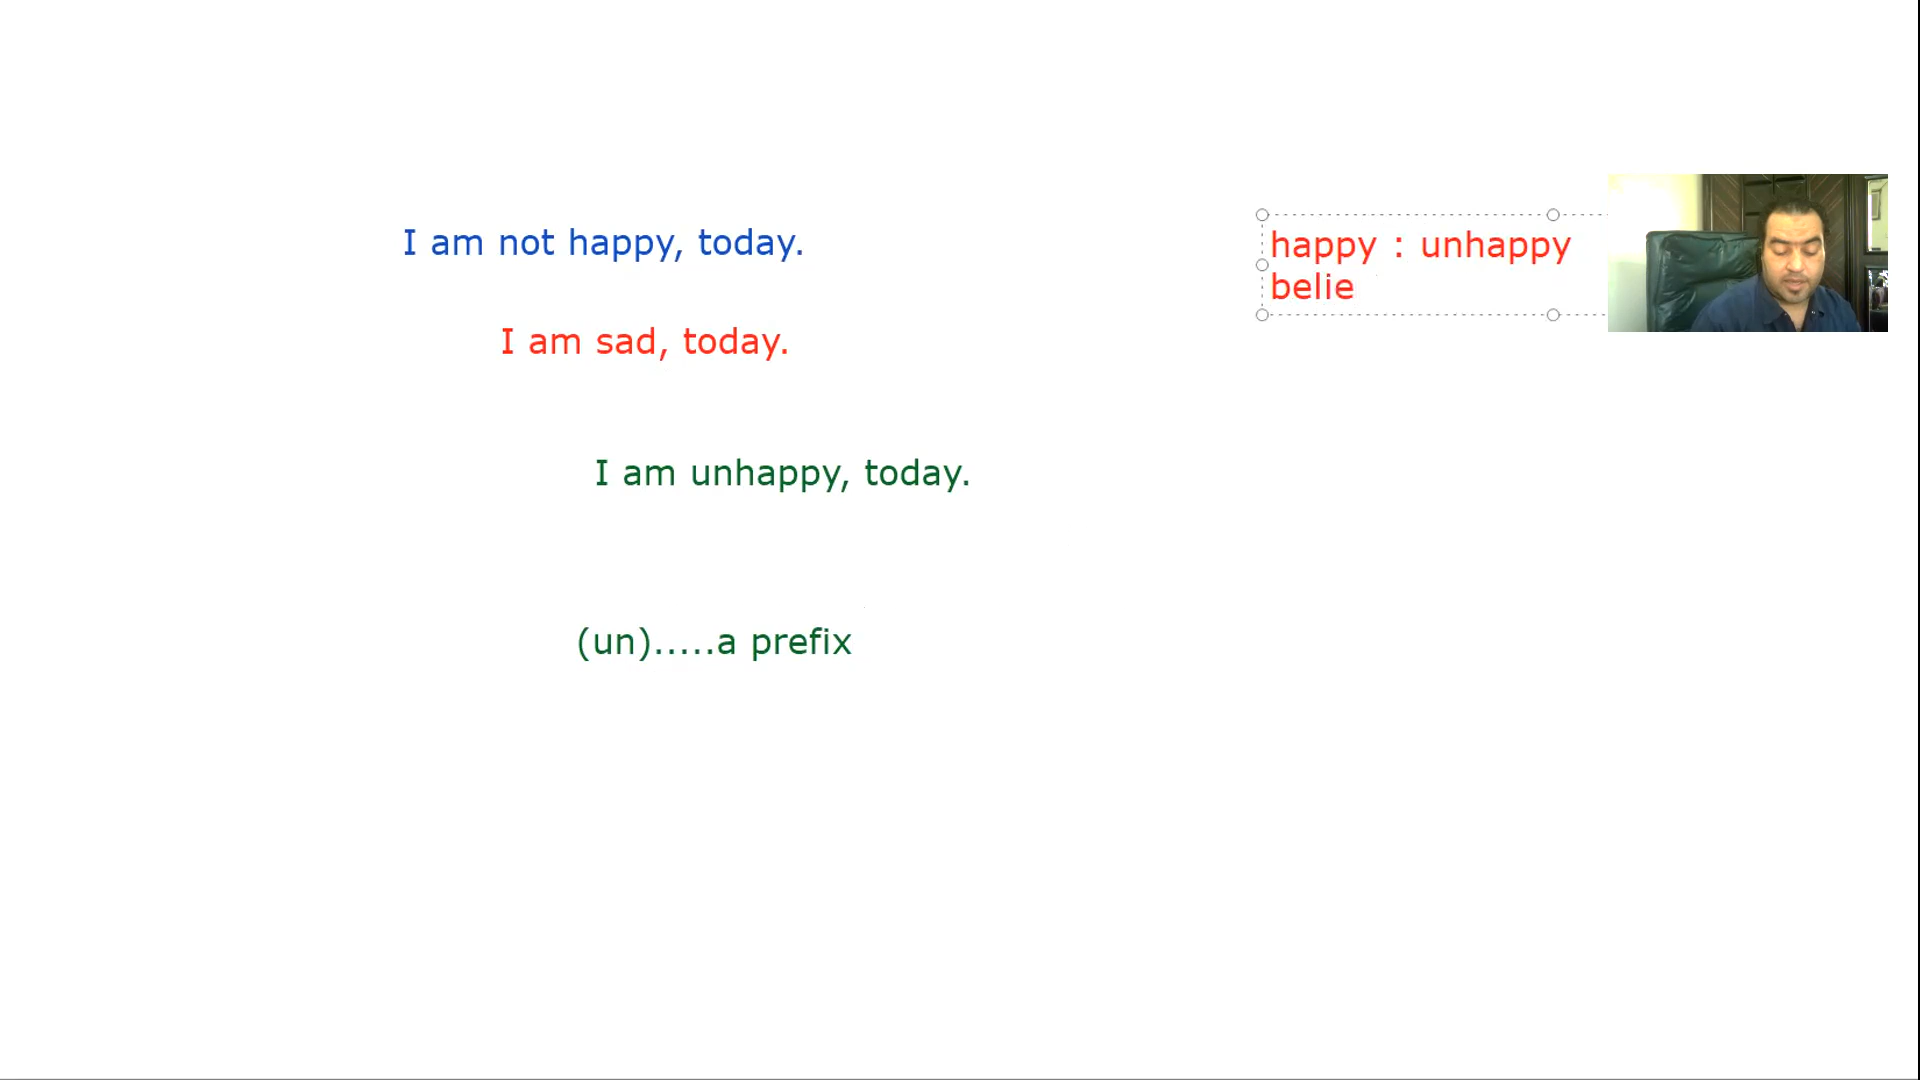 I am not happy, today.
happy : unhappy
belie
I am sad, today.
I am unhappy, today.
(un).....a prefix